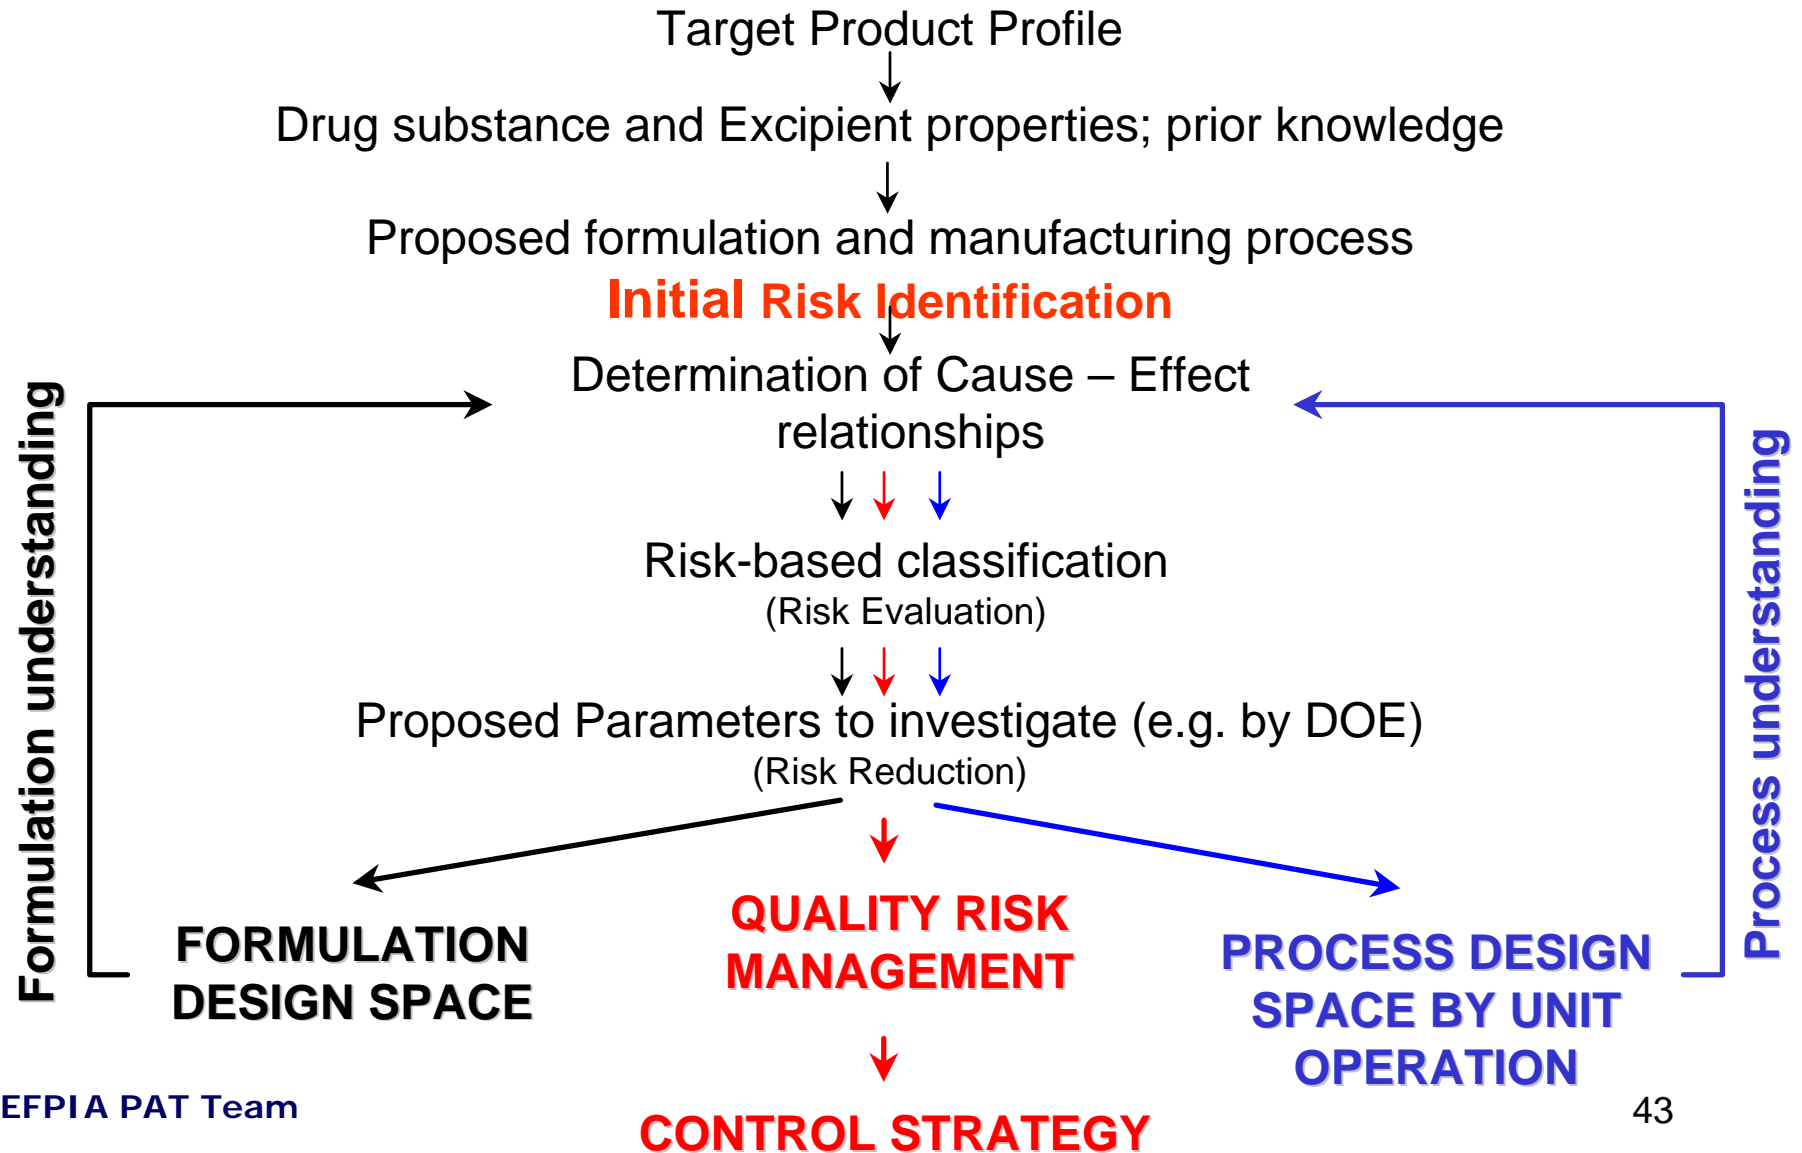 Target Product Profile
Drug substance and Excipient properties; prior knowledge
Proposed formulation and manufacturing process
Initial Risk Identification
Determination of Cause – Effect
relationships
Risk-based classification
(Risk Evaluation)
Proposed Parameters to investigate (e.g. by DOE)
(Risk Reduction)
Formulation understanding
Process understanding
FORMULATION
DESIGN SPACE
QUALITY RISK
MANAGEMENT
PROCESS DESIGN
SPACE BY UNIT
OPERATION
CONTROL STRATEGY
EFPIA PAT Team
43